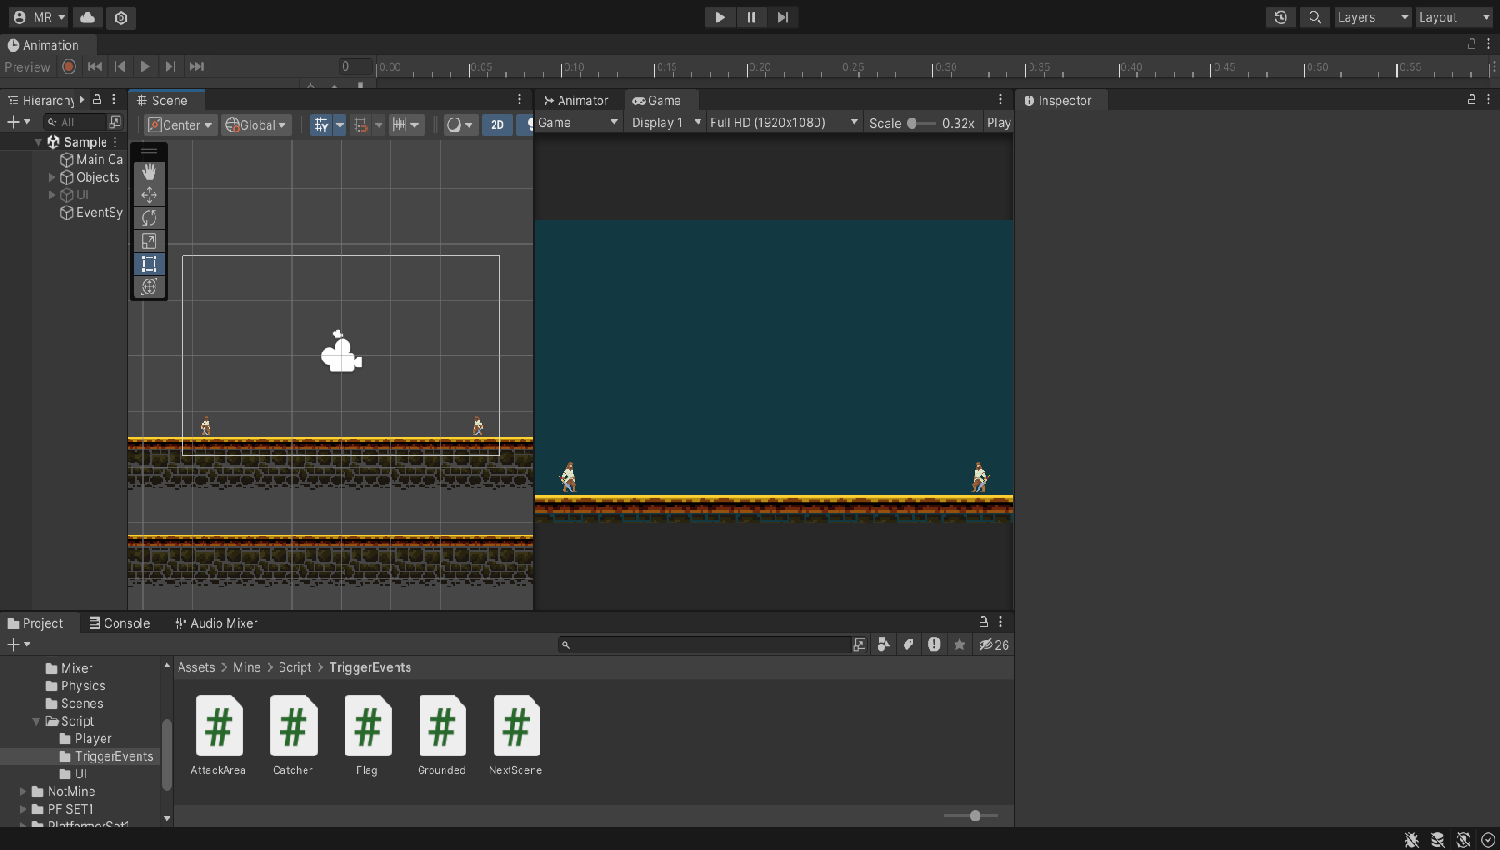 MR
Layers
Layout
Animation
Preview
0
0:00
0:05
0:10
0:15
0:20
0:25
0:30
0:35
0:40
0:45
0:50
0:55
Hierarchy
Scene
Animator
Game
Inspector
All
Center
Global
2D
Game
Display 1
Full HD (1920x1080)
Scale
0.32x
Play
Sample
Main Ca
Objects
UI
EventSy
Project
Console
Audio Mixer
26
Mixer
Physics
Scenes
Script
Player
TriggerEvents
UI
NotMine
PF SET1
PlatformerSet1
Assets > Mine > Script > TriggerEvents
# # # # #
AttackArea
Catcher
Flag
Grounded
NextScene